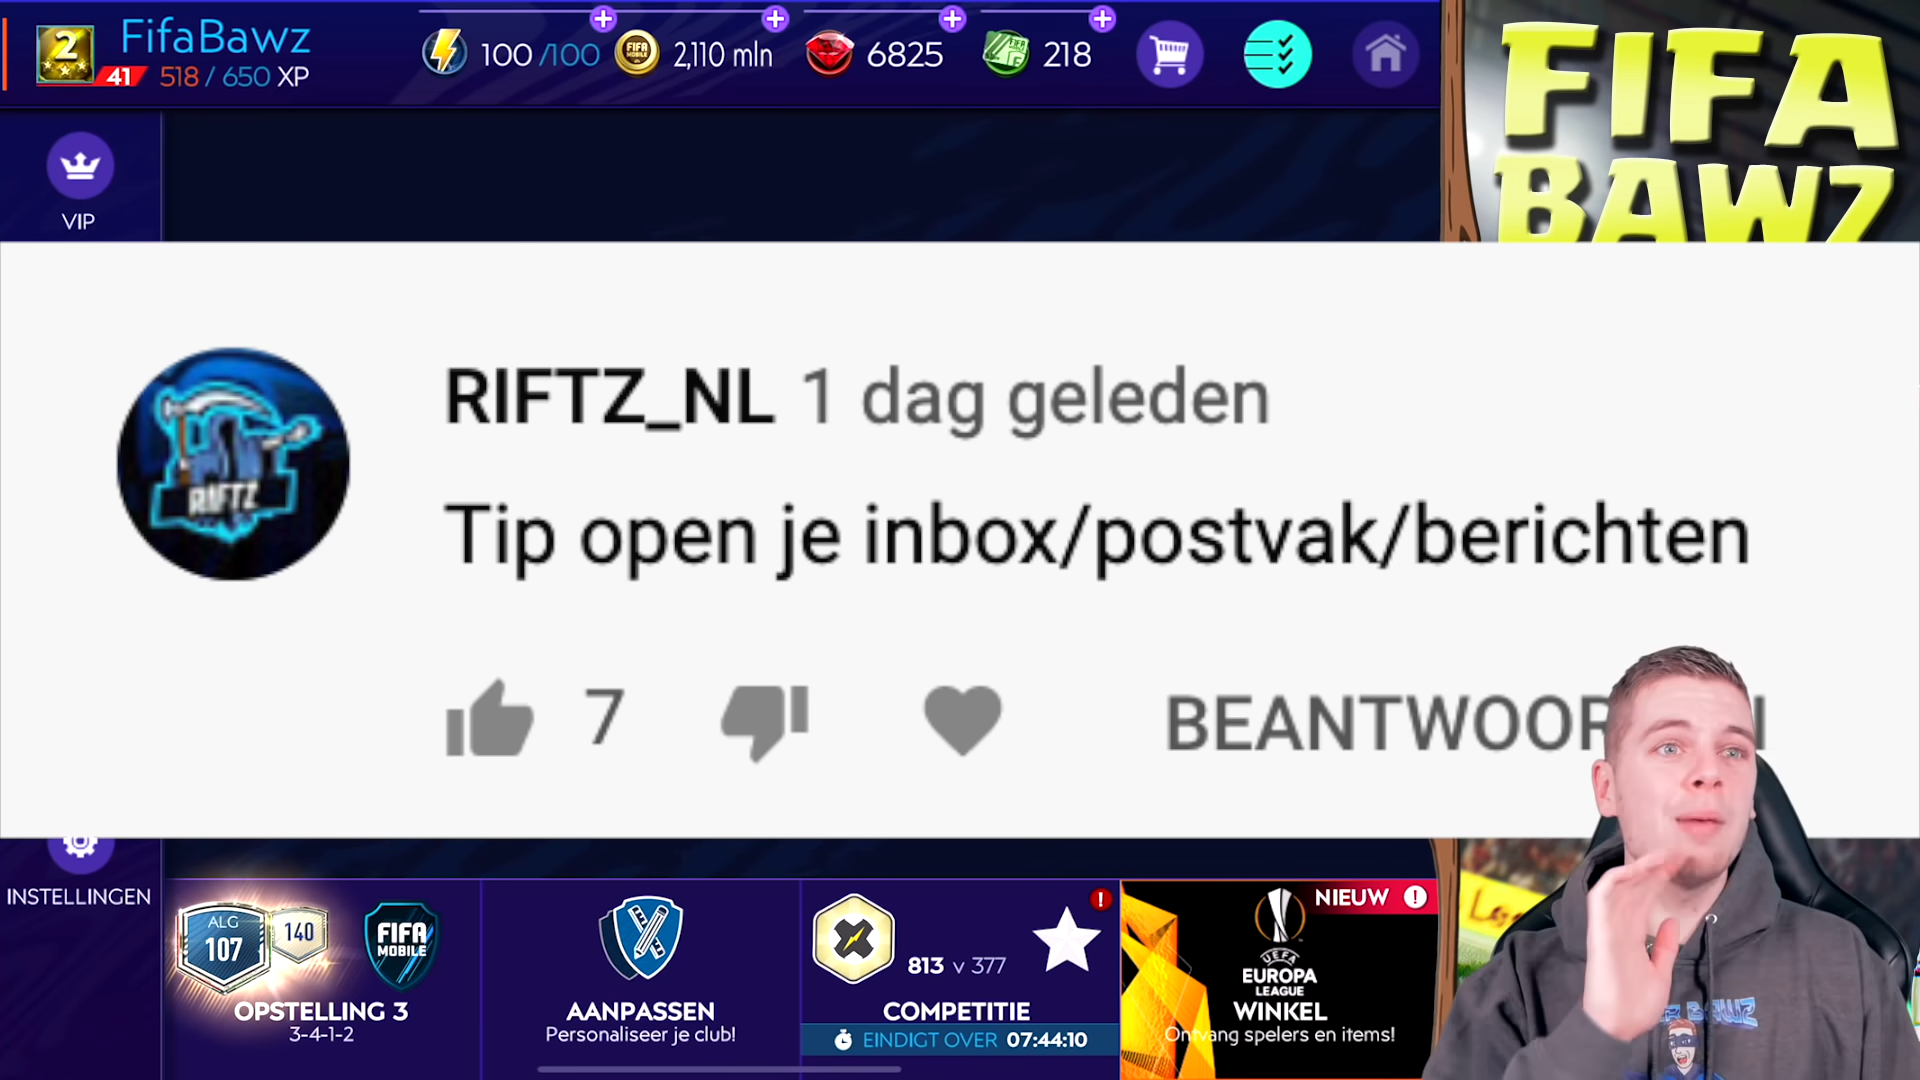 2
FifaBawz
41
518 / 650 XP
100 /100
2,110 mln
6825
218
VIP
FIFA
BAWZ
RIFTZ
RIFTZ_NL 1 dag geleden
Tip open je inbox/postvak/berichten
7
BEANTWOOR
INSTELLINGEN
ALG
107
140
FIFA
MOBILE
OPSTELLING 3
3-4-1-2
AANPASSEN
Personaliseer je club!
813 v 377
COMPETITIE
EINDIGT OVER 07:44:10
NIEUW !
UEFA
EUROPA
LEAGUE
WINKEL
Ontvang spelers en items!